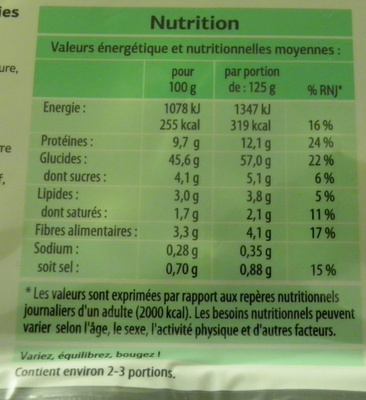 ies
Nutrition
Valeurs énergétique et nutritionnelles moyennes :
ure,
pour par portion
100 g de : 125 g % RNJ*
Energie : 1078 kJ 1347 kJ
255 kcal 319 kcal 16 %
Protéines : 9,7 g 12,1 g 24 %
re
Glucides : 45,6 g 57,0 g 22 %
dont sucres : 4,1 g 5,1 g 6 %
Lipides : 3,0 g 3,8 g 5 %
dont saturés : 1,7 g 2,1 g 11 %
Fibres alimentaires : 3,3 g 4,1 g 17 %
Sodium : 0,28 g 0,35 g
soit sel : 0,70 g 0,88 g 15 %
* Les valeurs sont exprimées par rapport aux repères nutritionnels
journaliers d'un adulte (2000 kcal). Les besoins nutritionnels peuvent
varier selon l'âge, le sexe, l'activité physique et d'autres facteurs.
Variez, équilibrez, bougez !
Contient environ 2-3 portions.